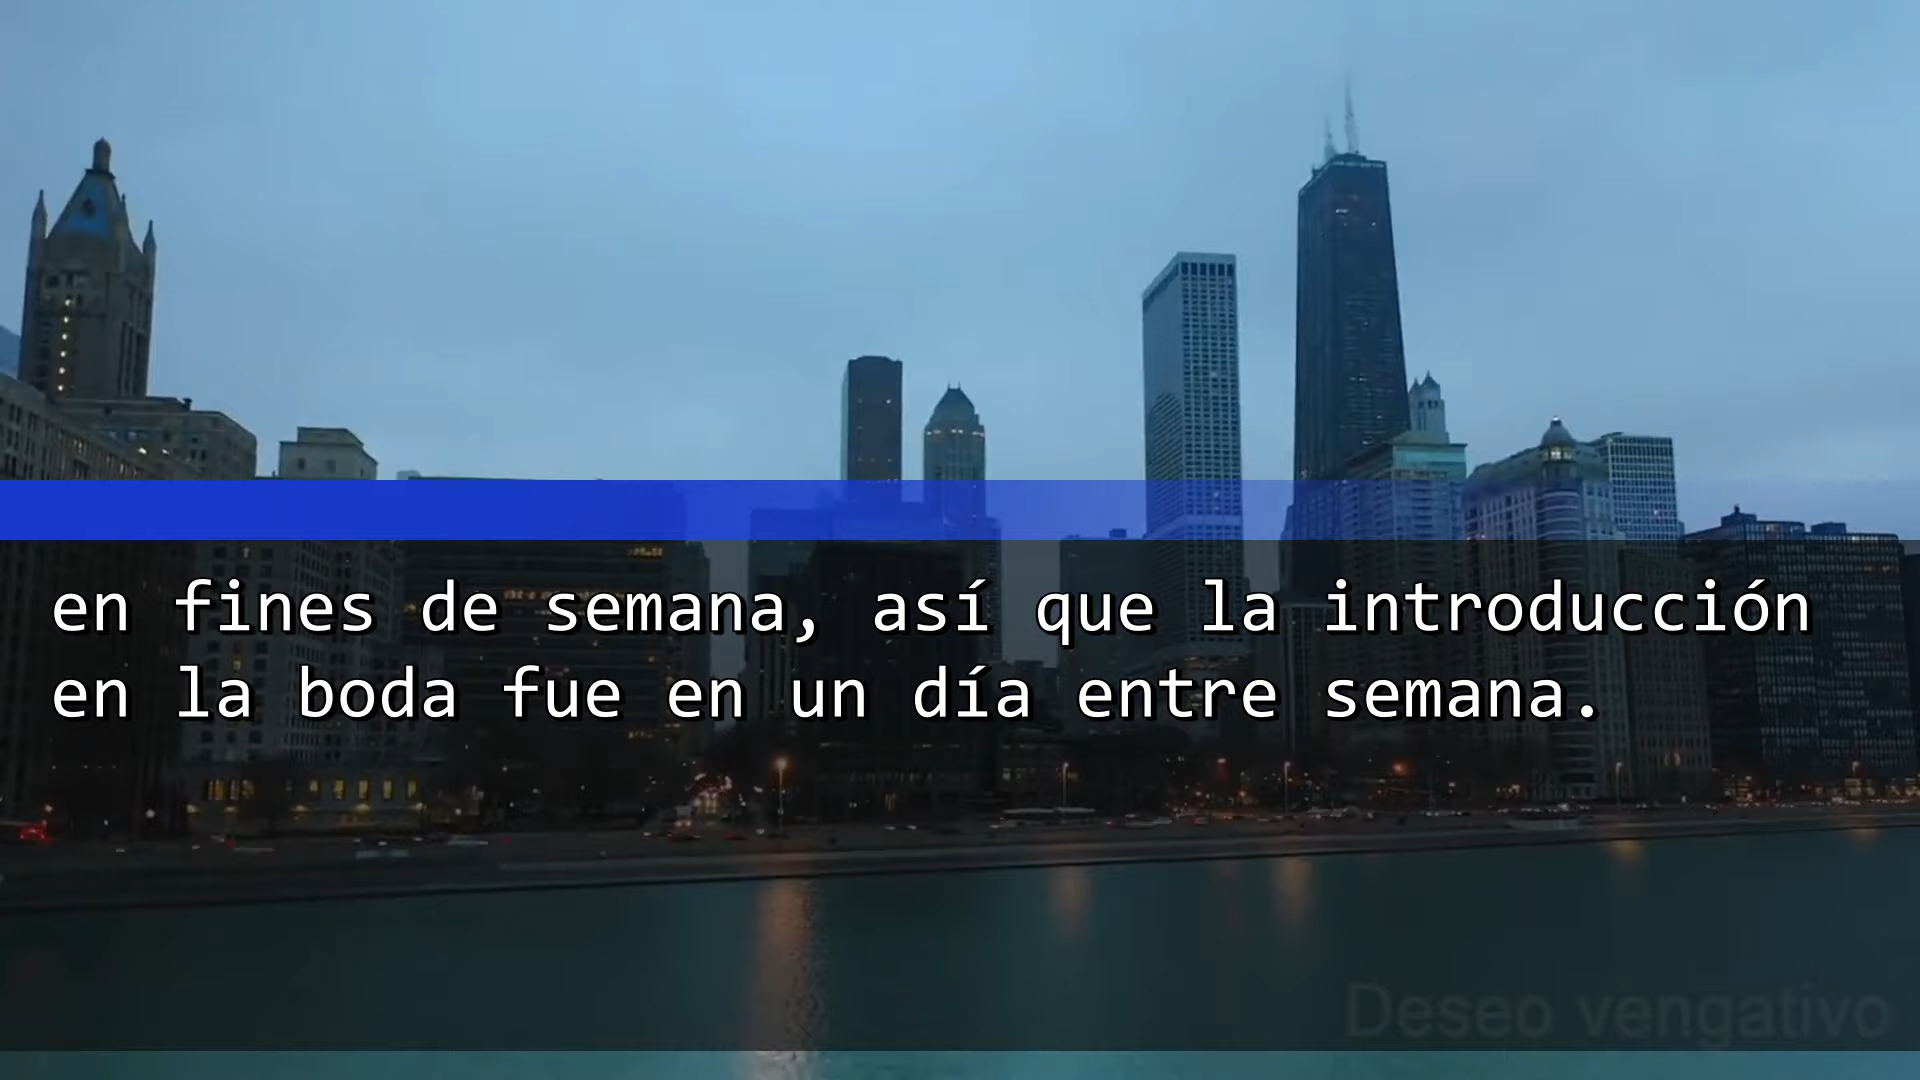 en fines de semana, así que la introducción
en la boda fue en un día entre semana.
Deseo vengativo